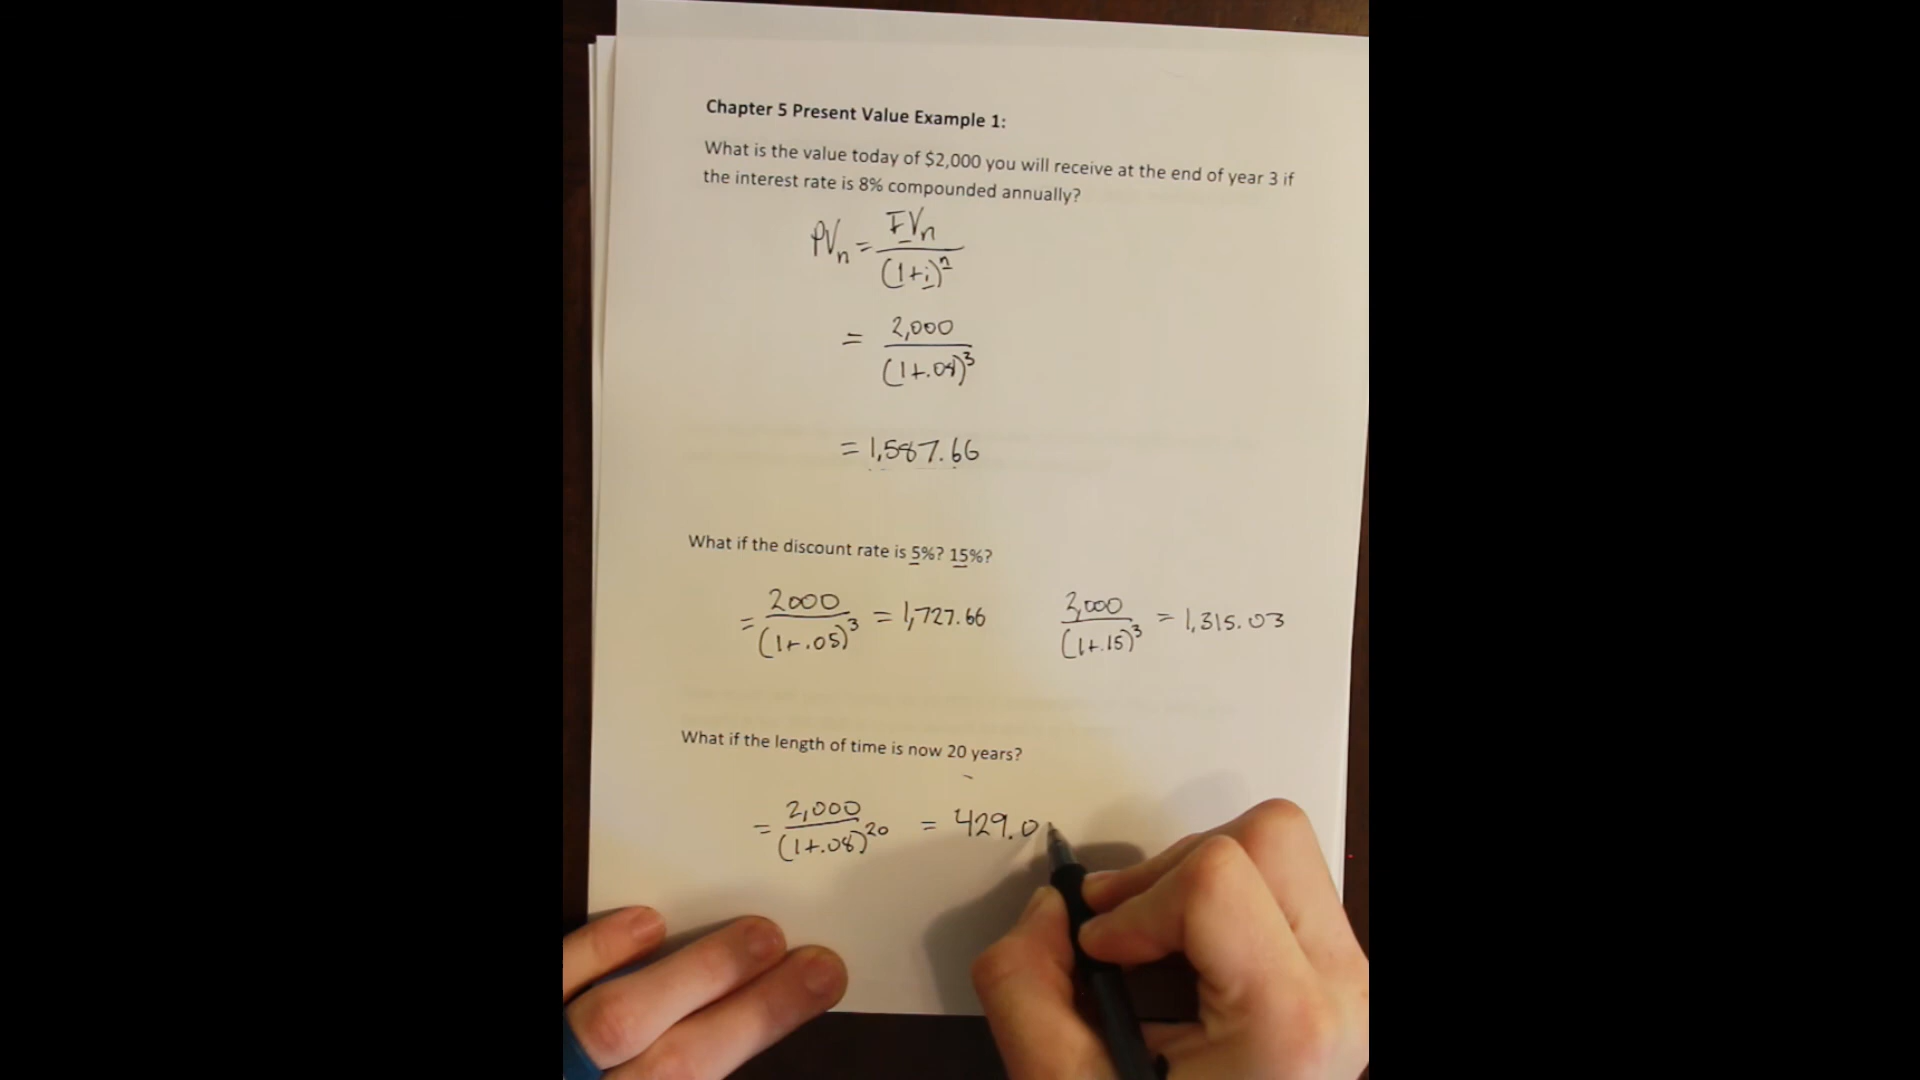 Chapter 5 Present Value Example 1:
What is the value today of $2,000 you will receive at the end of year 3 if
the interest rate is 8% compounded annually?
PVn = FVn / (1+i)^n
= 2,000 / (1+.08)^3
= 1,587.66
What if the discount rate is 5%? 15%?
= 2000 / (1+.05)^3 = 1,727.66 2,000 / (1+.15)^3 = 1,315.03
What if the length of time is now 20 years?
= 2,000 / (1+.08)^20 = 429.0